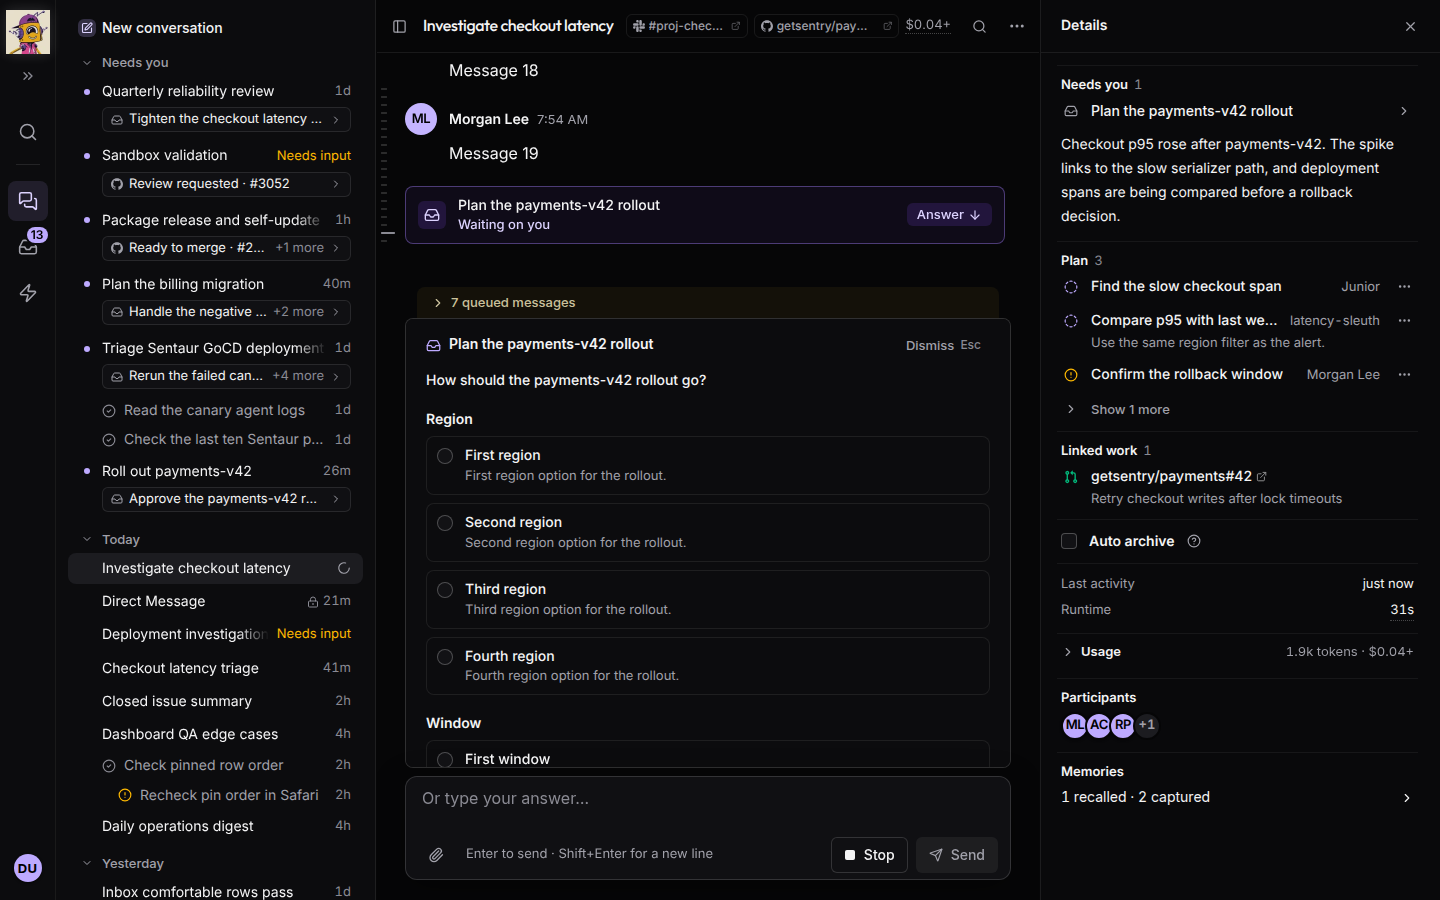 New conversation
Needs you
Quarterly reliability review 1d
Tighten the checkout latency ...
Sandbox validation Needs input
Review requested · #3052
Package release and self-update 1h
Ready to merge · #2... +1 more
Plan the billing migration 40m
Handle the negative ... +2 more
Triage Sentaur GoCD deployment 1d
Rerun the failed can... +4 more
Read the canary agent logs 1d
Check the last ten Sentaur p... 1d
Roll out payments-v42 26m
Approve the payments-v42 r...
Today
Investigate checkout latency
Direct Message 21m
Deployment investigation Needs input
Checkout latency triage 41m
Closed issue summary 2h
Dashboard QA edge cases 4h
Check pinned row order 2h
Recheck pin order in Safari 2h
Daily operations digest 4h
Yesterday
Inbox comfortable rows pass 1d
13
DU
Investigate checkout latency #proj-chec... getsentry/pay... $0.04+
Message 18
ML Morgan Lee 7:54 AM
Message 19
Plan the payments-v42 rollout
Waiting on you
Answer ↓
7 queued messages
Plan the payments-v42 rollout Dismiss Esc
How should the payments-v42 rollout go?
Region
First region
First region option for the rollout.
Second region
Second region option for the rollout.
Third region
Third region option for the rollout.
Fourth region
Fourth region option for the rollout.
Window
First window
Or type your answer...
Enter to send · Shift+Enter for a new line Stop Send
Details
Needs you 1
Plan the payments-v42 rollout
Checkout p95 rose after payments-v42. The spike
links to the slow serializer path, and deployment
spans are being compared before a rollback
decision.
Plan 3
Find the slow checkout span Junior
Compare p95 with last we... latency-sleuth
Use the same region filter as the alert.
Confirm the rollback window Morgan Lee
Show 1 more
Linked work 1
getsentry/payments#42
Retry checkout writes after lock timeouts
Auto archive
Last activity just now
Runtime 31s
Usage 1.9k tokens · $0.04+
Participants
ML AC RP +1
Memories
1 recalled · 2 captured